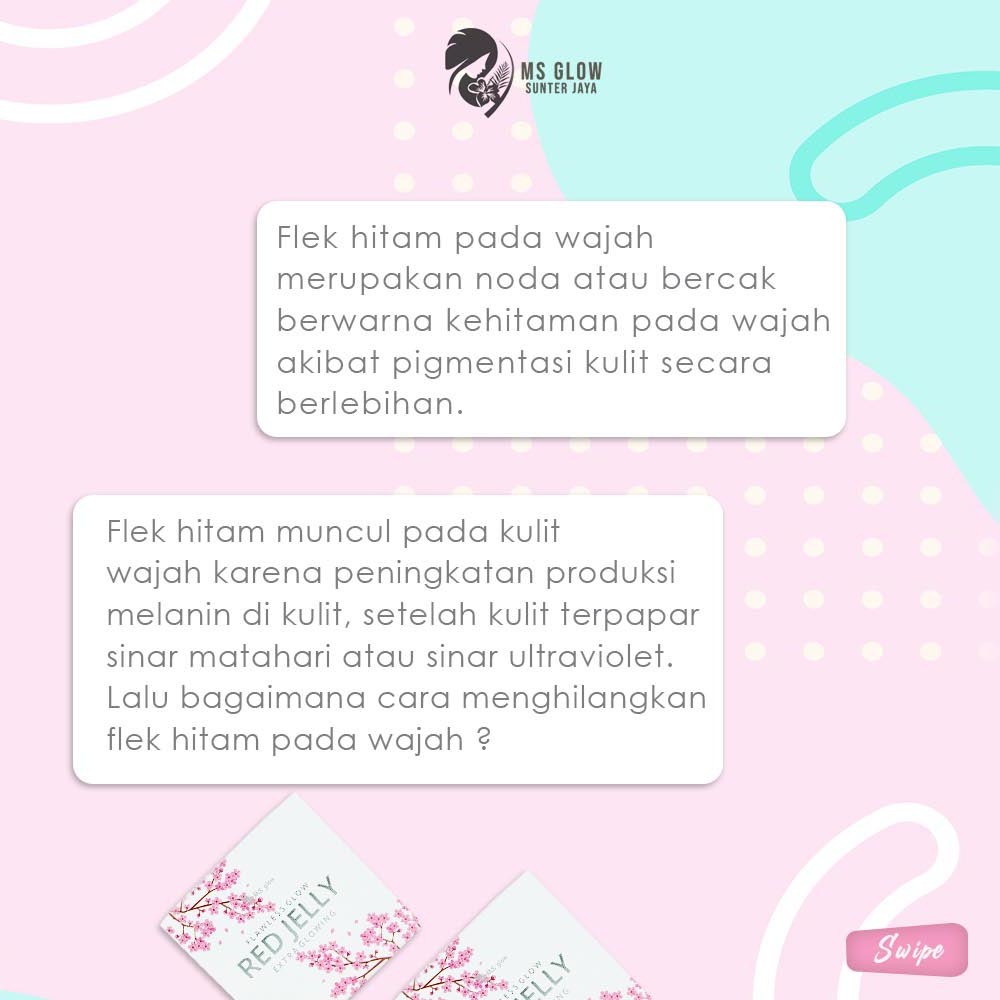 MS GLOW
SUNTER JAYA
Flek hitam pada wajah
merupakan noda atau bercak
berwarna kehitaman pada wajah
akibat pigmentasi kulit secara
berlebihan.
Flek hitam muncul pada kulit
wajah karena peningkatan produksi
melanin di kulit, setelah kulit terpapar
sinar matahari atau sinar ultraviolet.
Lalu bagaimana cara menghilangkan
flek hitam pada wajah ?
FLAWLESS GLOW
RED JELLY
EXTRA GLOWING
FLAWLESS GLOW
JELLY
Swipe